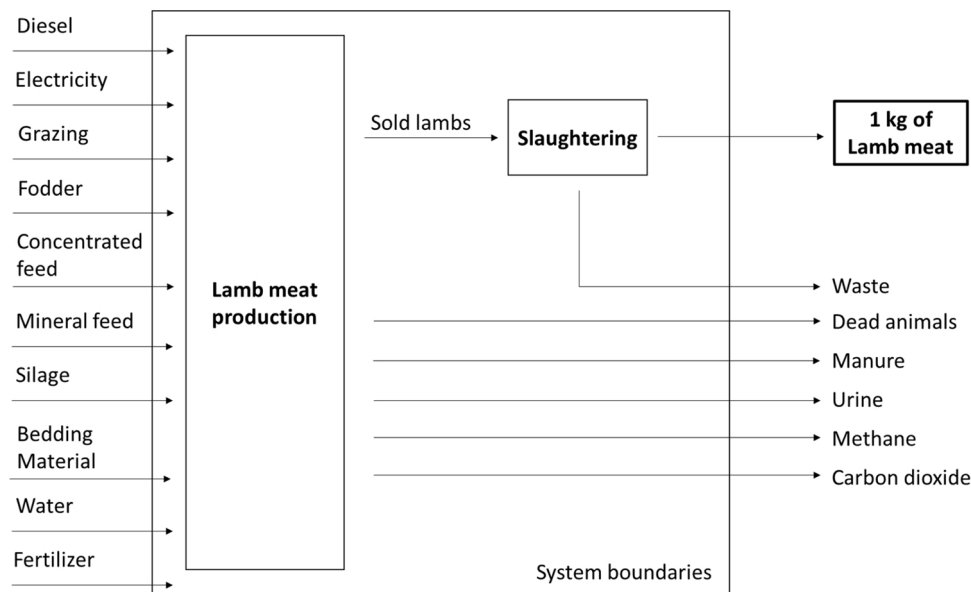 Diesel
Electricity
Grazing
Fodder
Concentrated
feed
Mineral feed
Silage
Bedding
Material
Water
Fertilizer
Lamb meat
production
Sold lambs
Slaughtering
1 kg of
Lamb meat
Waste
Dead animals
Manure
Urine
Methane
Carbon dioxide
System boundaries